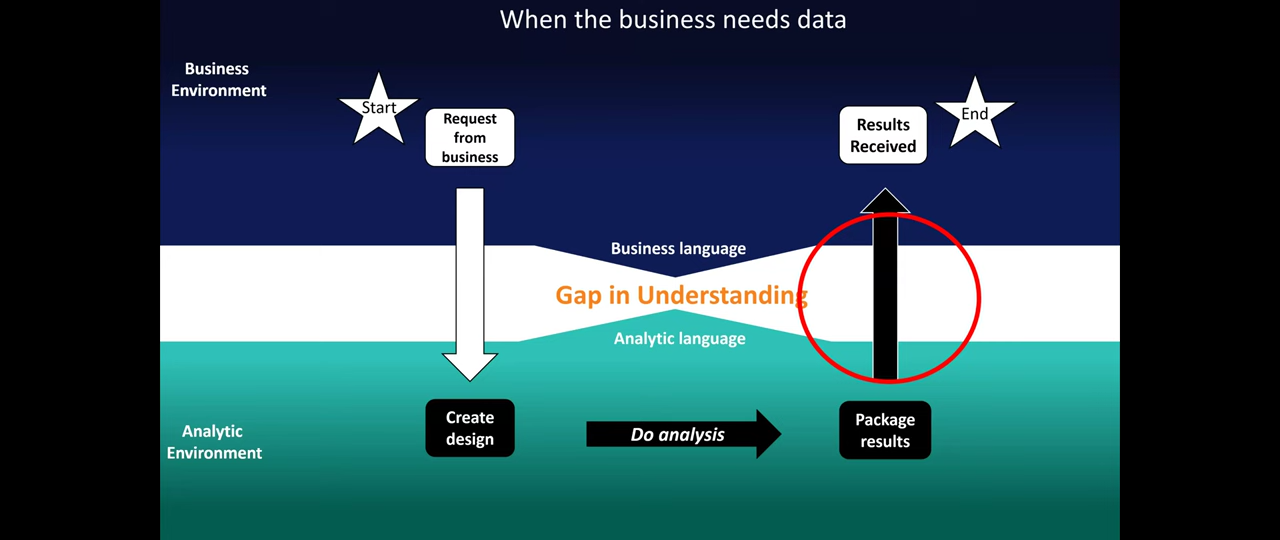 When the business needs data
Business
Environment
Start
Request
from
business
Results
Received
End
Business language
Gap in Understanding
Analytic language
Analytic
Environment
Create
design
Do analysis
Package
results